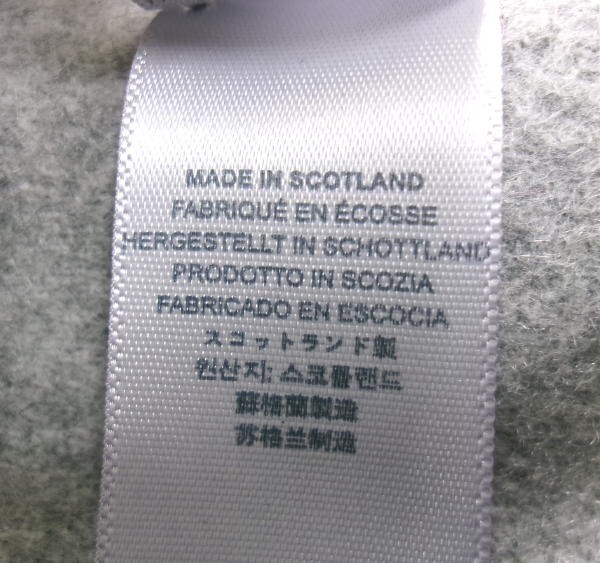 MADE IN SCOTLAND
FABRIQUÉ EN ÉCOSSE
HERGESTELLT IN SCHOTTLAND
PRODOTTO IN SCOZIA
FABRICADO EN ESCOCIA
スコットランド製
원산지: 스코틀랜드
蘇格蘭製造
苏格兰制造